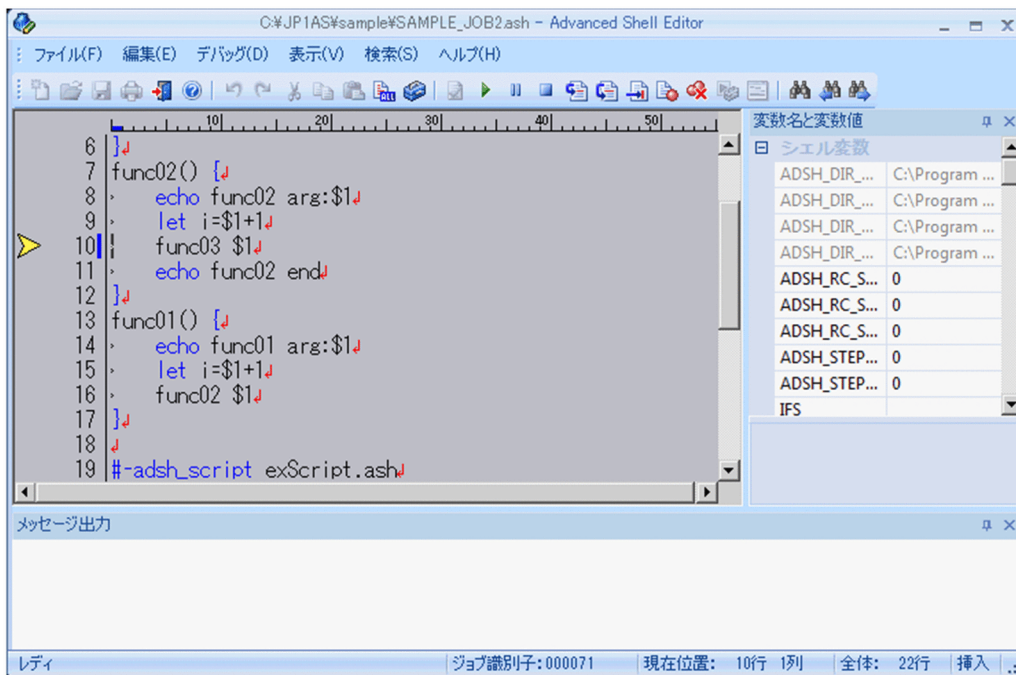 C:¥JP1AS¥sample¥SAMPLE_JOB2.ash - Advanced Shell Editor
ファイル(F) 編集(E) デバッグ(D) 表示(V) 検索(S) ヘルプ(H)
10 20 30 40 50
6 }
7 func02() {
8 echo func02 arg:$1
9 let i=$1+1
10 func03 $1
11 echo func02 end
12 }
13 func01() {
14 echo func01 arg:$1
15 let i=$1+1
16 func02 $1
17 }
18
19 #-adsh_script exScript.ash
変数名と変数値
シェル変数
ADSH_DIR_... C:\Program ...
ADSH_DIR_... C:\Program ...
ADSH_DIR_... C:\Program ...
ADSH_DIR_... C:\Program ...
ADSH_RC_S... 0
ADSH_RC_S... 0
ADSH_RC_S... 0
ADSH_STEP... 0
ADSH_STEP... 0
IFS
メッセージ出力
レディ ジョブ識別子:000071 現在位置: 10行 1列 全体: 22行 挿入